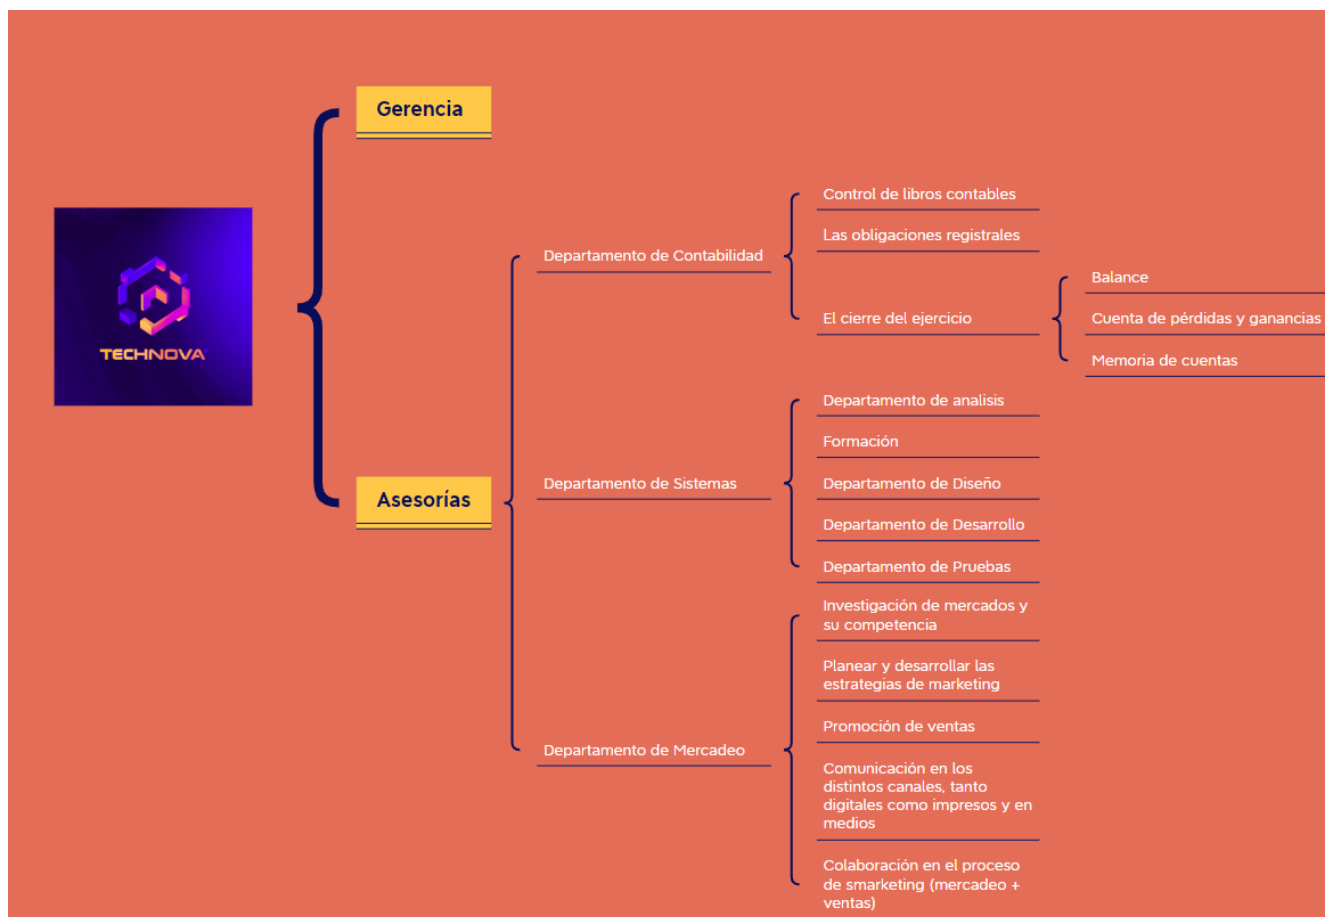 Gerencia
TECHNOVA
Asesorías
Departamento de Contabilidad
Control de libros contables
Las obligaciones registrales
El cierre del ejercicio
Balance
Cuenta de pérdidas y ganancias
Memoria de cuentas
Departamento de Sistemas
Departamento de analisis
Formación
Departamento de Diseño
Departamento de Desarrollo
Departamento de Pruebas
Departamento de Mercadeo
Investigación de mercados y
su competencia
Planear y desarrollar las
estrategias de marketing
Promoción de ventas
Comunicación en los
distintos canales, tanto
digitales como impresos y en
medios
Colaboración en el proceso
de smarketing (mercadeo +
ventas)